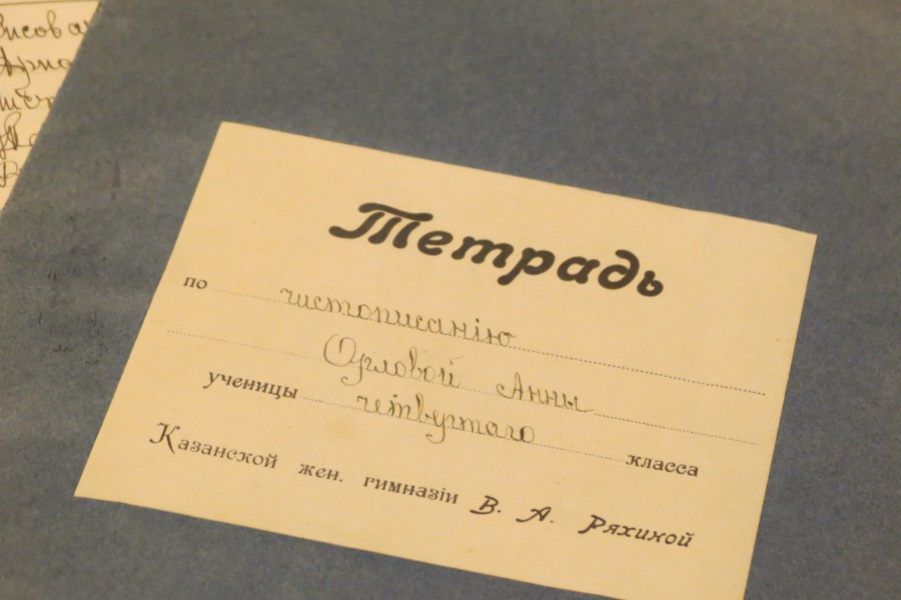 Тетрадь
по чистописанію
Орловой Анны
ученицы четвертаго класса
Казанской жен. гимназіи В. А. Ряхиной